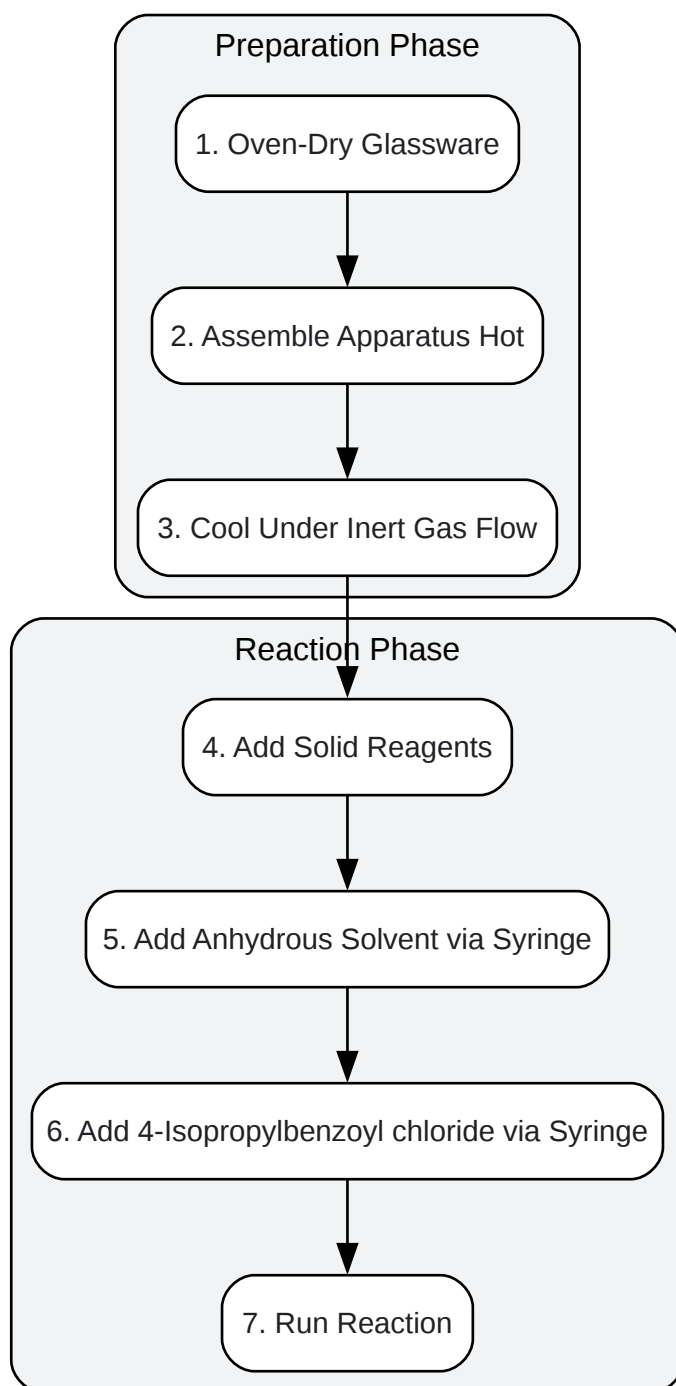 Preparation Phase
1. Oven-Dry Glassware
2. Assemble Apparatus Hot
3. Cool Under Inert Gas Flow
Reaction Phase
4. Add Solid Reagents
5. Add Anhydrous Solvent via Syringe
6. Add 4-Isopropylbenzoyl chloride via Syringe
7. Run Reaction